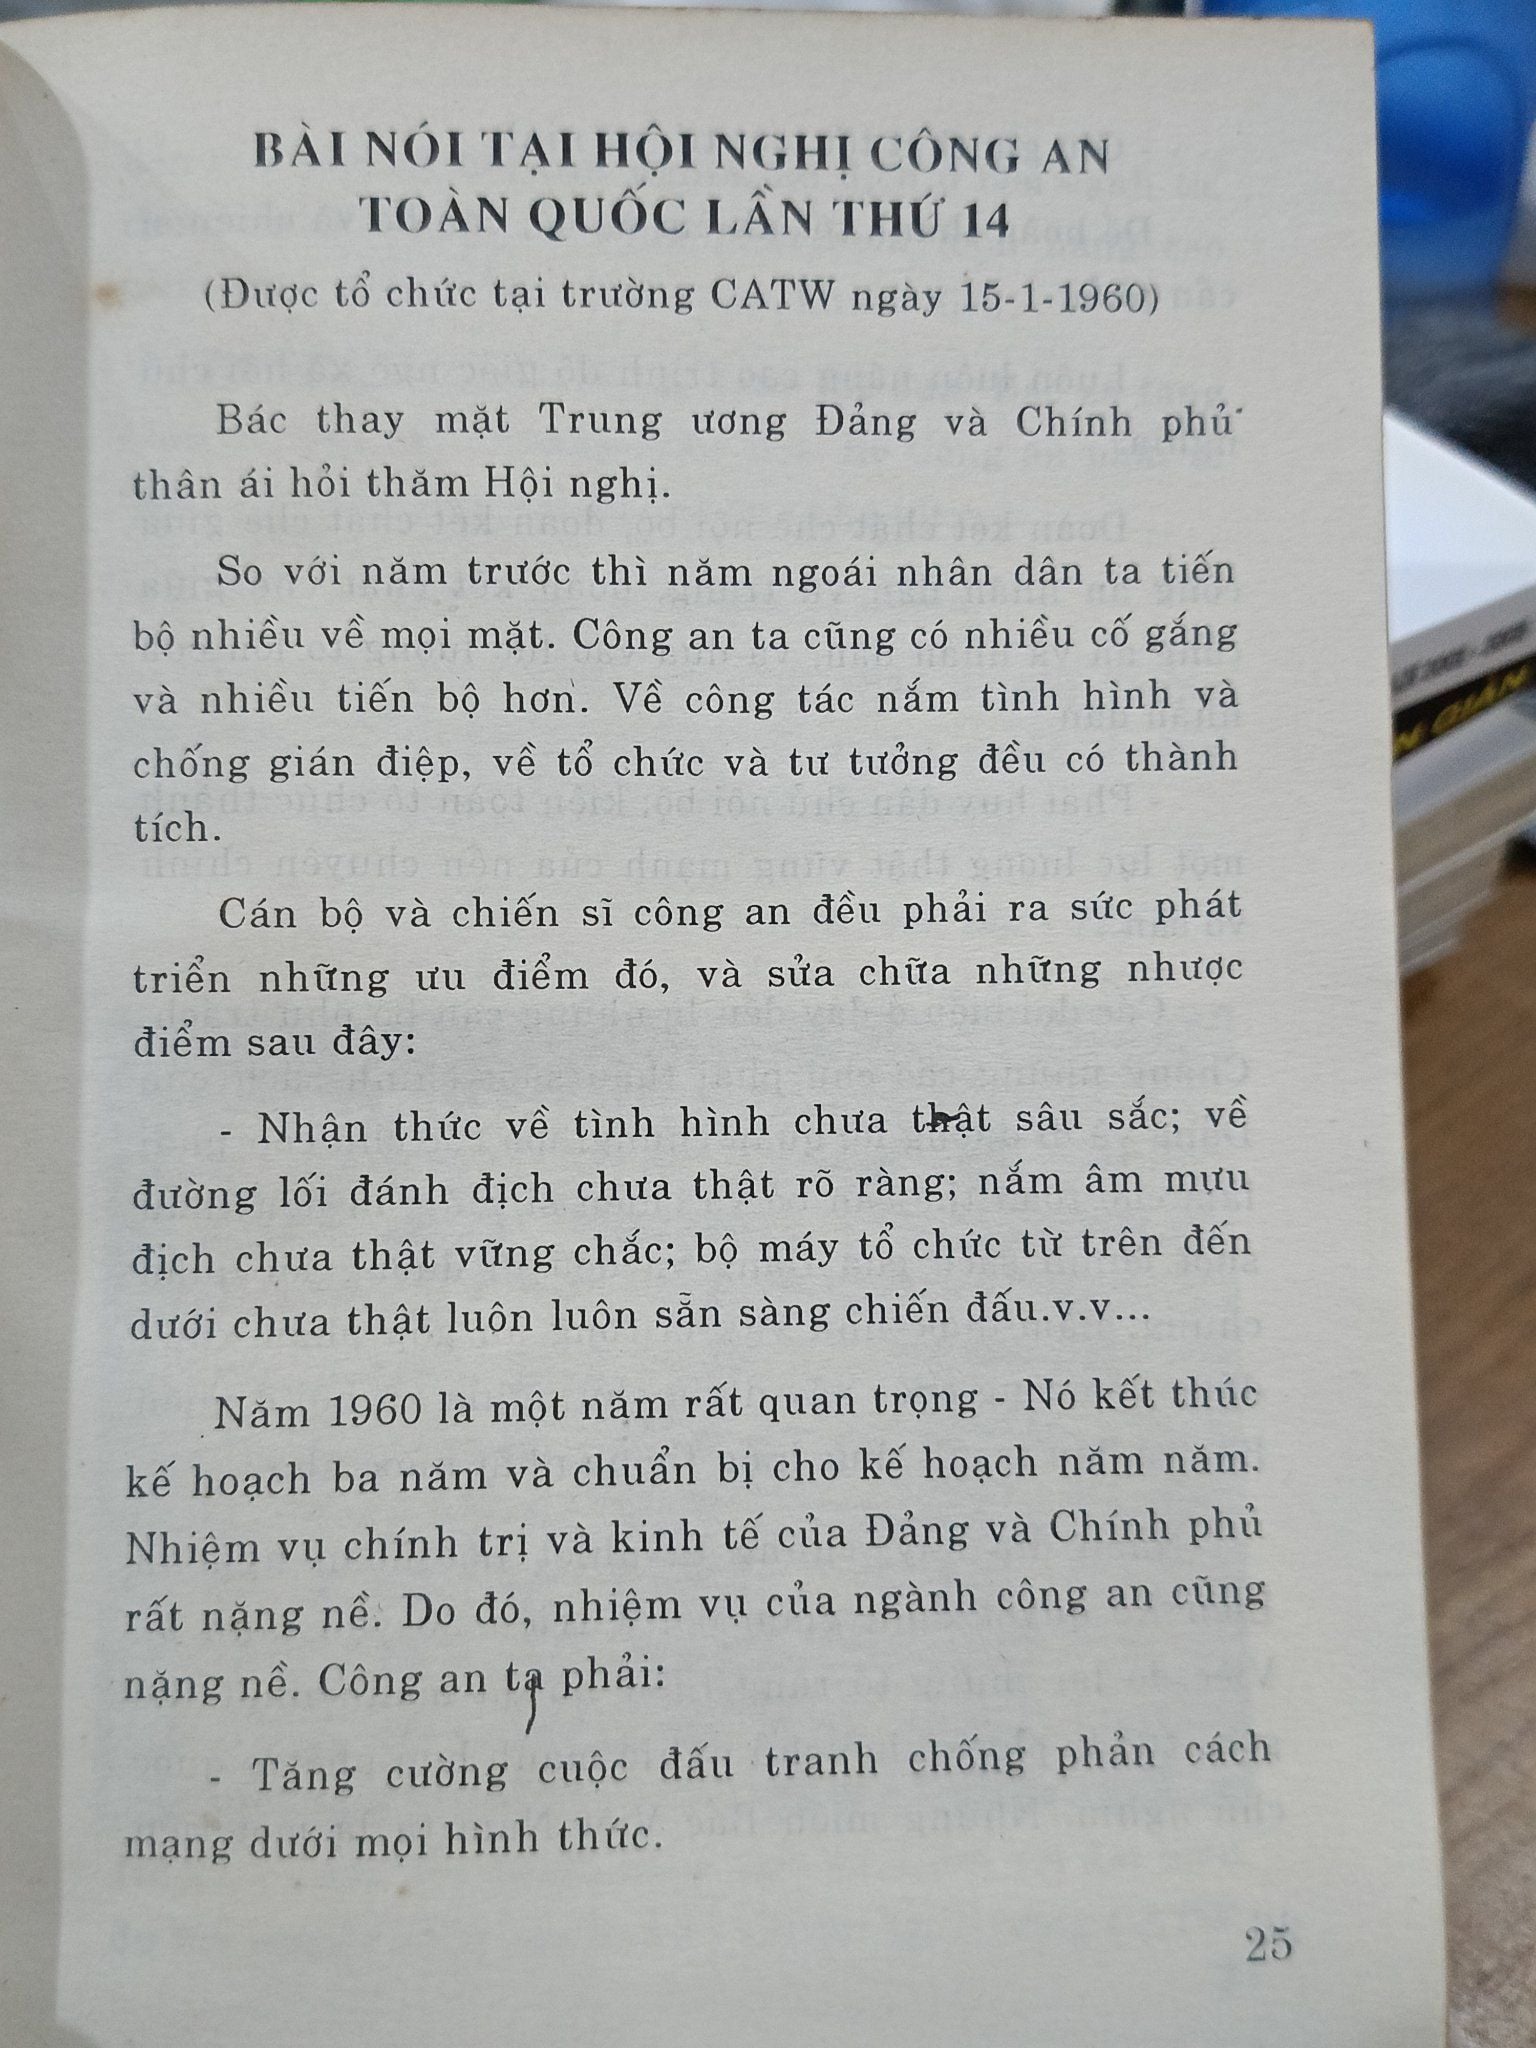 BÀI NÓI TẠI HỘI NGHỊ CÔNG AN
TOÀN QUỐC LẦN THỨ 14
(Được tổ chức tại trường CATW ngày 15-1-1960)
Bác thay mặt Trung ương Đảng và Chính phủ
thân ái hỏi thăm Hội nghị.
So với năm trước thì năm ngoái nhân dân ta tiến
bộ nhiều về mọi mặt. Công an ta cũng có nhiều cố gắng
và nhiều tiến bộ hơn. Về công tác nắm tình hình và
chống gián điệp, về tổ chức và tư tưởng đều có thành
tích.
Cán bộ và chiến sĩ công an đều phải ra sức phát
triển những ưu điểm đó, và sửa chữa những nhược
điểm sau đây:
- Nhận thức về tình hình chưa thật sâu sắc; về
đường lối đánh địch chưa thật rõ ràng; nắm âm mưu
địch chưa thật vững chắc; bộ máy tổ chức từ trên đến
dưới chưa thật luôn luôn sẵn sàng chiến đấu.v.v...
Năm 1960 là một năm rất quan trọng - Nó kết thúc
kế hoạch ba năm và chuẩn bị cho kế hoạch năm năm.
Nhiệm vụ chính trị và kinh tế của Đảng và Chính phủ
rất nặng nề. Do đó, nhiệm vụ của ngành công an cũng
nặng nề. Công an ta phải:
- Tăng cường cuộc đấu tranh chống phản cách
mạng dưới mọi hình thức.
25
GIÁN